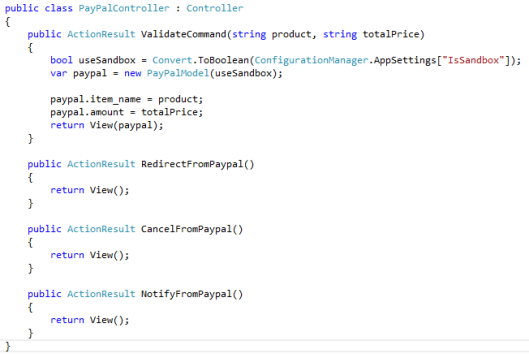 public class PayPalController : Controller
{
    public ActionResult ValidateCommand(string product, string totalPrice)
    {
        bool useSandbox = Convert.ToBoolean(ConfigurationManager.AppSettings["IsSandbox"]);
        var paypal = new PayPalModel(useSandbox);

        paypal.item_name = product;
        paypal.amount = totalPrice;
        return View(paypal);
    }

    public ActionResult RedirectFromPaypal()
    {
        return View();
    }

    public ActionResult CancelFromPaypal()
    {
        return View();
    }

    public ActionResult NotifyFromPaypal()
    {
        return View();
    }
}